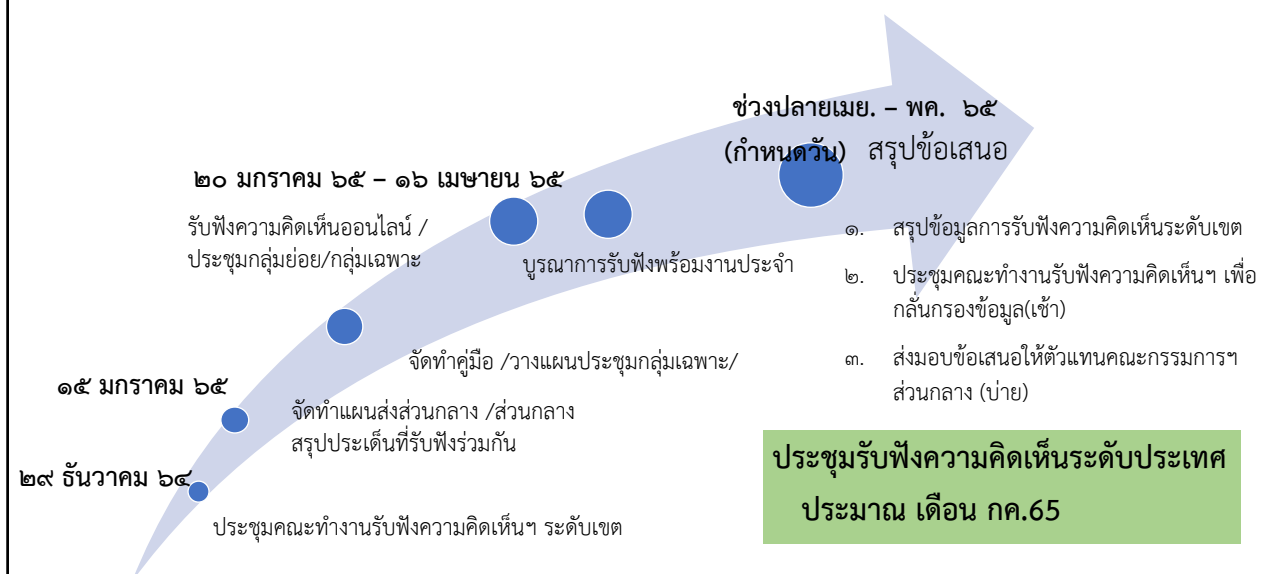 ช่วงปลายเมย. – พค. ๖๕
(กำหนดวัน) สรุปข้อเสนอ
๒๐ มกราคม ๖๕ – ๑๖ เมษายน ๖๕
รับฟังความคิดเห็นออนไลน์ /
ประชุมกลุ่มย่อย/กลุ่มเฉพาะ
บูรณาการรับฟังพร้อมงานประจำ
๑. สรุปข้อมูลการรับฟังความคิดเห็นระดับเขต
๒. ประชุมคณะทำงานรับฟังความคิดเห็นฯ เพื่อ
กลั่นกรองข้อมูล(เช้า)
๓. ส่งมอบข้อเสนอให้ตัวแทนคณะกรรมการฯ
ส่วนกลาง (บ่าย)
จัดทำคู่มือ /วางแผนประชุมกลุ่มเฉพาะ/
๑๕ มกราคม ๖๕
จัดทำแผนส่งส่วนกลาง /ส่วนกลาง
สรุปประเด็นที่รับฟังร่วมกัน
๒๙ ธันวาคม ๖๔
ประชุมคณะทำงานรับฟังความคิดเห็นฯ ระดับเขต
ประชุมรับฟังความคิดเห็นระดับประเทศ
ประมาณ เดือน กค.65